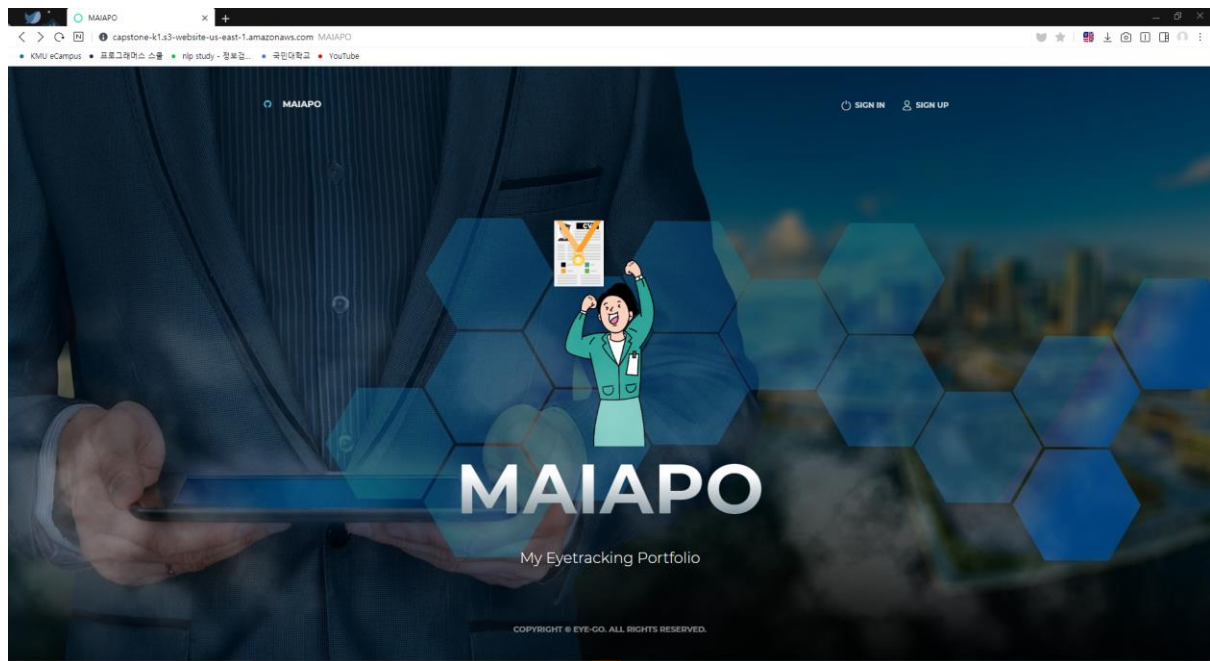 MAIAPO
capstone-k1.s3-website-us-east-1.amazonaws.com MAIAPO
KMU eCampus 프로그래머스 스쿨 nlp study - 정보검... 국민대학교 YouTube
MAIAPO SIGN IN SIGN UP
CV
MAIAPO
My Eyetracking Portfolio
COPYRIGHT © EYE-GO. ALL RIGHTS RESERVED.